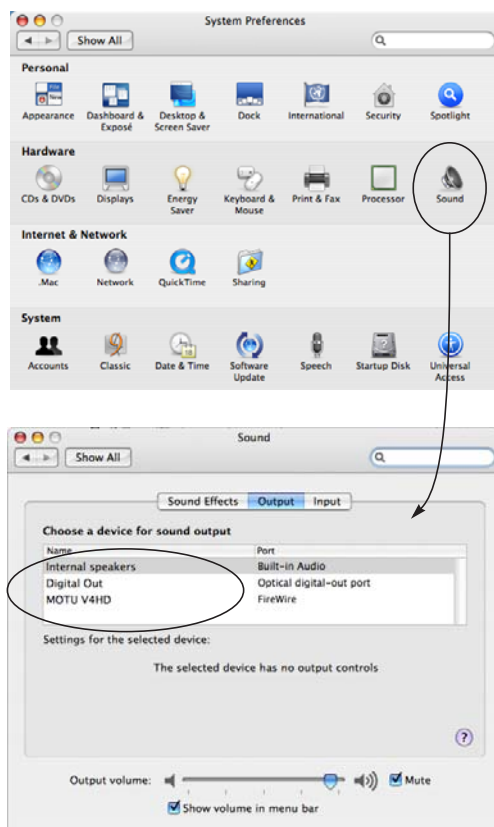 System Preferences
Show All
Personal
Appearance
Dashboard & Exposé
Desktop & Screen Saver
Dock
International
Security
Spotlight
Hardware
CDs & DVDs
Displays
Energy Saver
Keyboard & Mouse
Print & Fax
Processor
Sound
Internet & Network
.Mac
Network
QuickTime
Sharing
System
Accounts
Classic
Date & Time
Software Update
Speech
Startup Disk
Universal Access
Sound
Show All
Sound Effects Output Input
Choose a device for sound output
Name Port
Internal speakers Built-in Audio
Digital Out Optical digital-out port
MOTU V4HD FireWire
Settings for the selected device:
The selected device has no output controls
?
Output volume: Mute
Show volume in menu bar